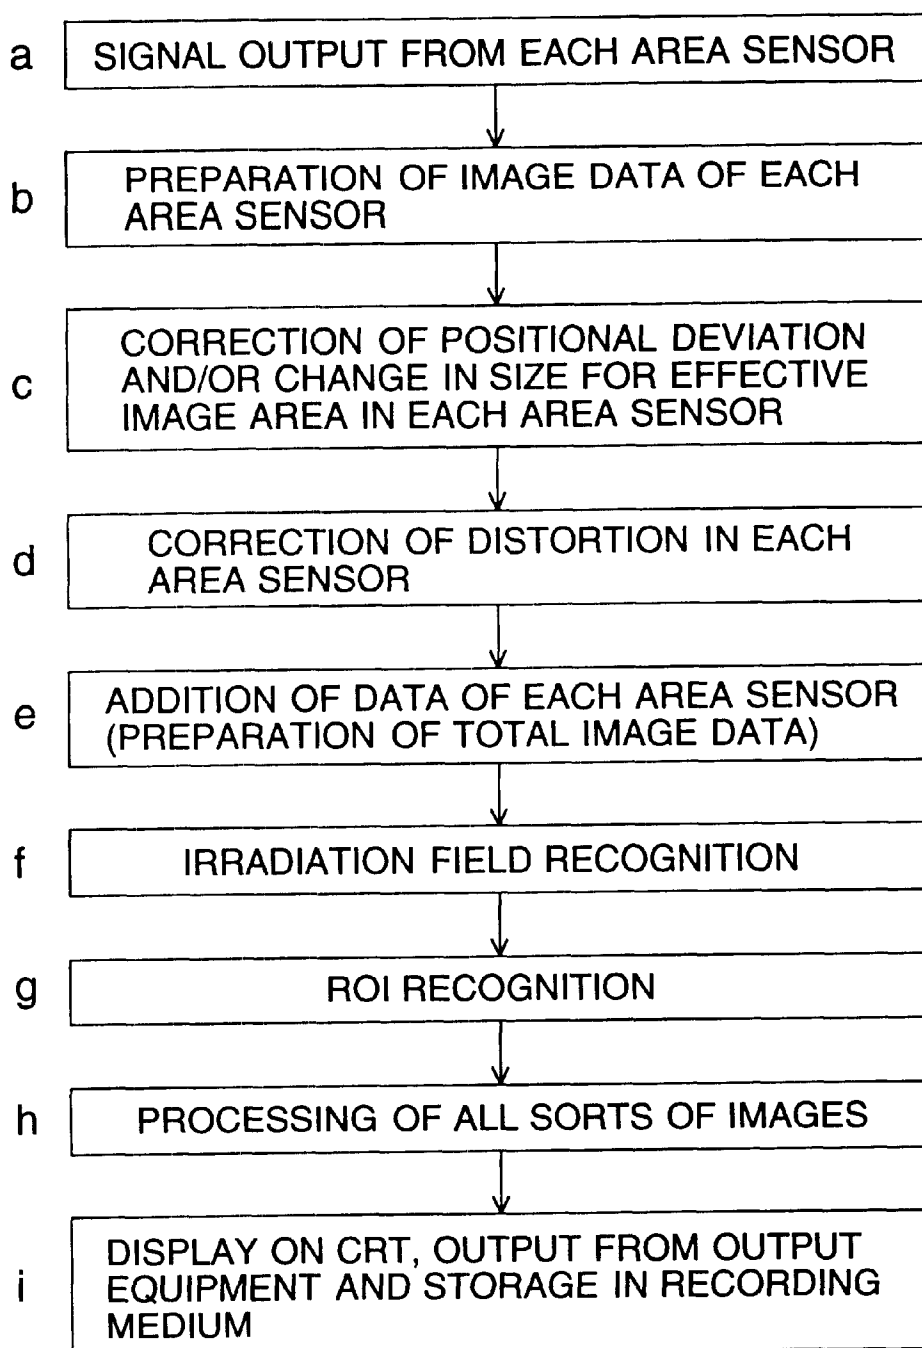 a SIGNAL OUTPUT FROM EACH AREA SENSOR
b PREPARATION OF IMAGE DATA OF EACH
AREA SENSOR
c CORRECTION OF POSITIONAL DEVIATION
AND/OR CHANGE IN SIZE FOR EFFECTIVE
IMAGE AREA IN EACH AREA SENSOR
d CORRECTION OF DISTORTION IN EACH
AREA SENSOR
e ADDITION OF DATA OF EACH AREA SENSOR
(PREPARATION OF TOTAL IMAGE DATA)
f IRRADIATION FIELD RECOGNITION
g ROI RECOGNITION
h PROCESSING OF ALL SORTS OF IMAGES
i DISPLAY ON CRT, OUTPUT FROM OUTPUT
EQUIPMENT AND STORAGE IN RECORDING
MEDIUM